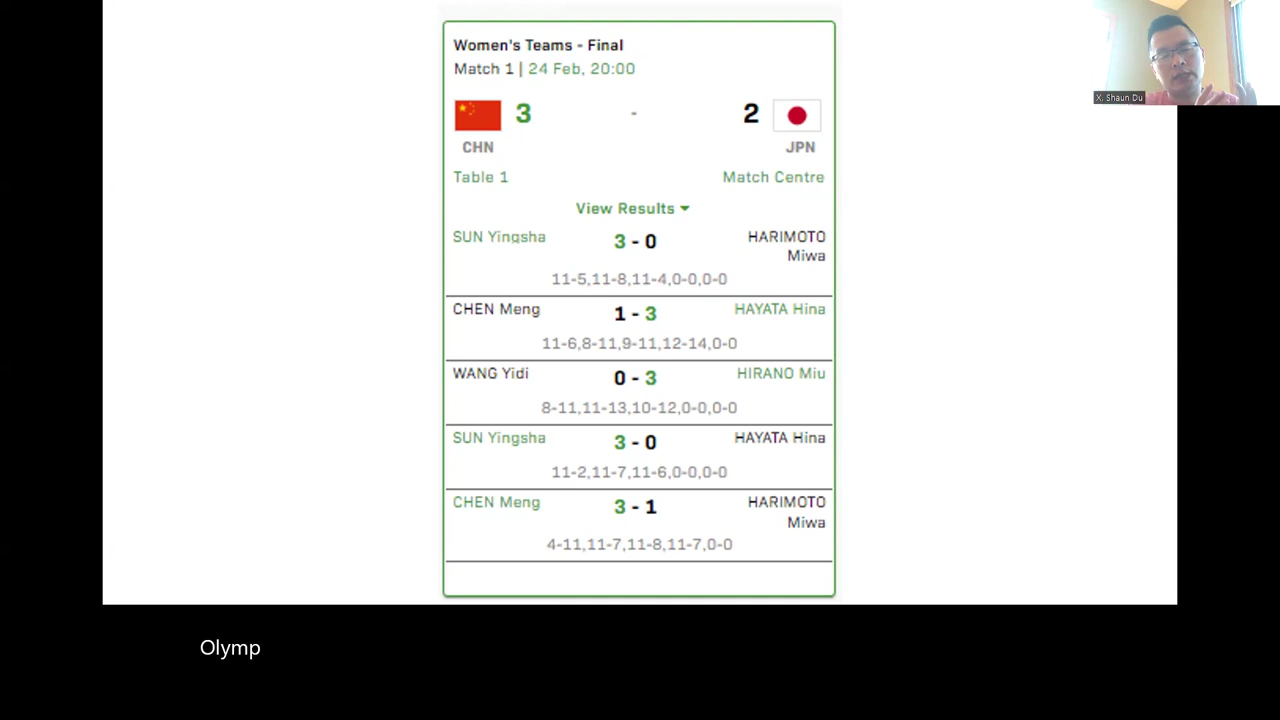 Women's Teams - Final
Match 1 | 24 Feb, 20:00
3 - 2
CHN JPN
Table 1 Match Centre
View Results
SUN Yingsha 3 - 0 HARIMOTO
Miwa
11-5,11-8,11-4,0-0,0-0
CHEN Meng 1 - 3 HAYATA Hina
11-6,8-11,9-11,12-14,0-0
WANG Yidi 0 - 3 HIRANO Miu
8-11,11-13,10-12,0-0,0-0
SUN Yingsha 3 - 0 HAYATA Hina
11-2,11-7,11-6,0-0,0-0
CHEN Meng 3 - 1 HARIMOTO
Miwa
4-11,11-7,11-8,11-7,0-0
X. Shaun Du
Olymp